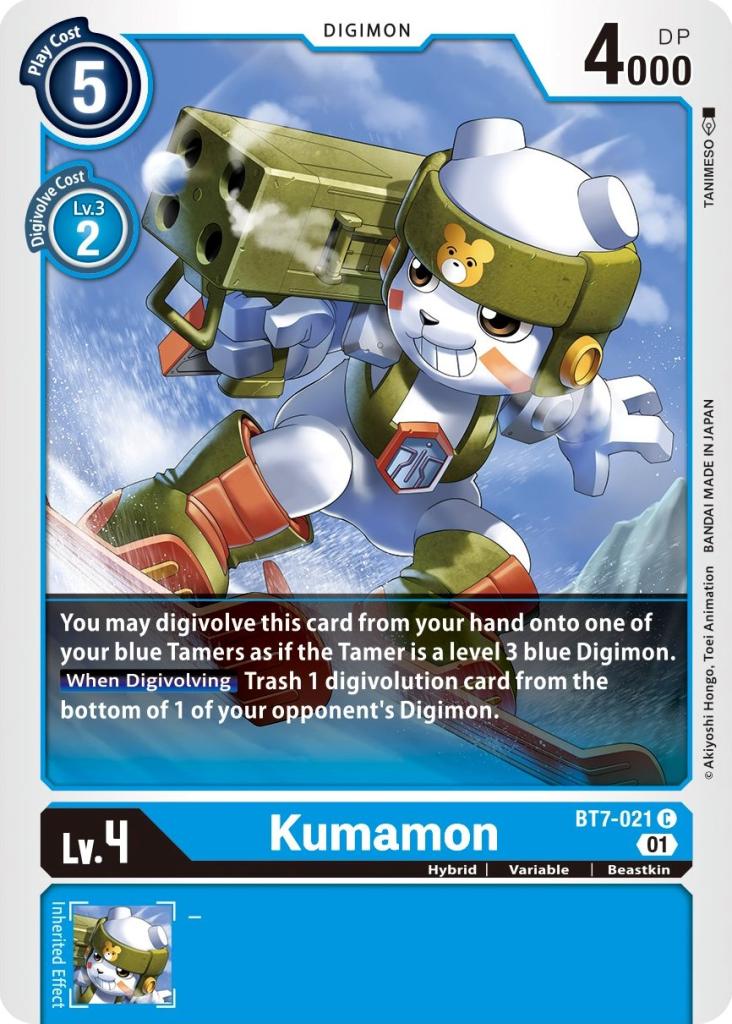 Play Cost
5
DIGIMON
DP
4000
Digivolve Cost
Lv.3
2
TANIMESO
BANDAI MADE IN JAPAN
© Akiyoshi Hongo, Toei Animation
You may digivolve this card from your hand onto one of
your blue Tamers as if the Tamer is a level 3 blue Digimon.
When Digivolving Trash 1 digivolution card from the
bottom of 1 of your opponent's Digimon.
Lv.4
Kumamon
BT7-021 C
01
Hybrid | Variable | Beastkin
Inherited Effect
–